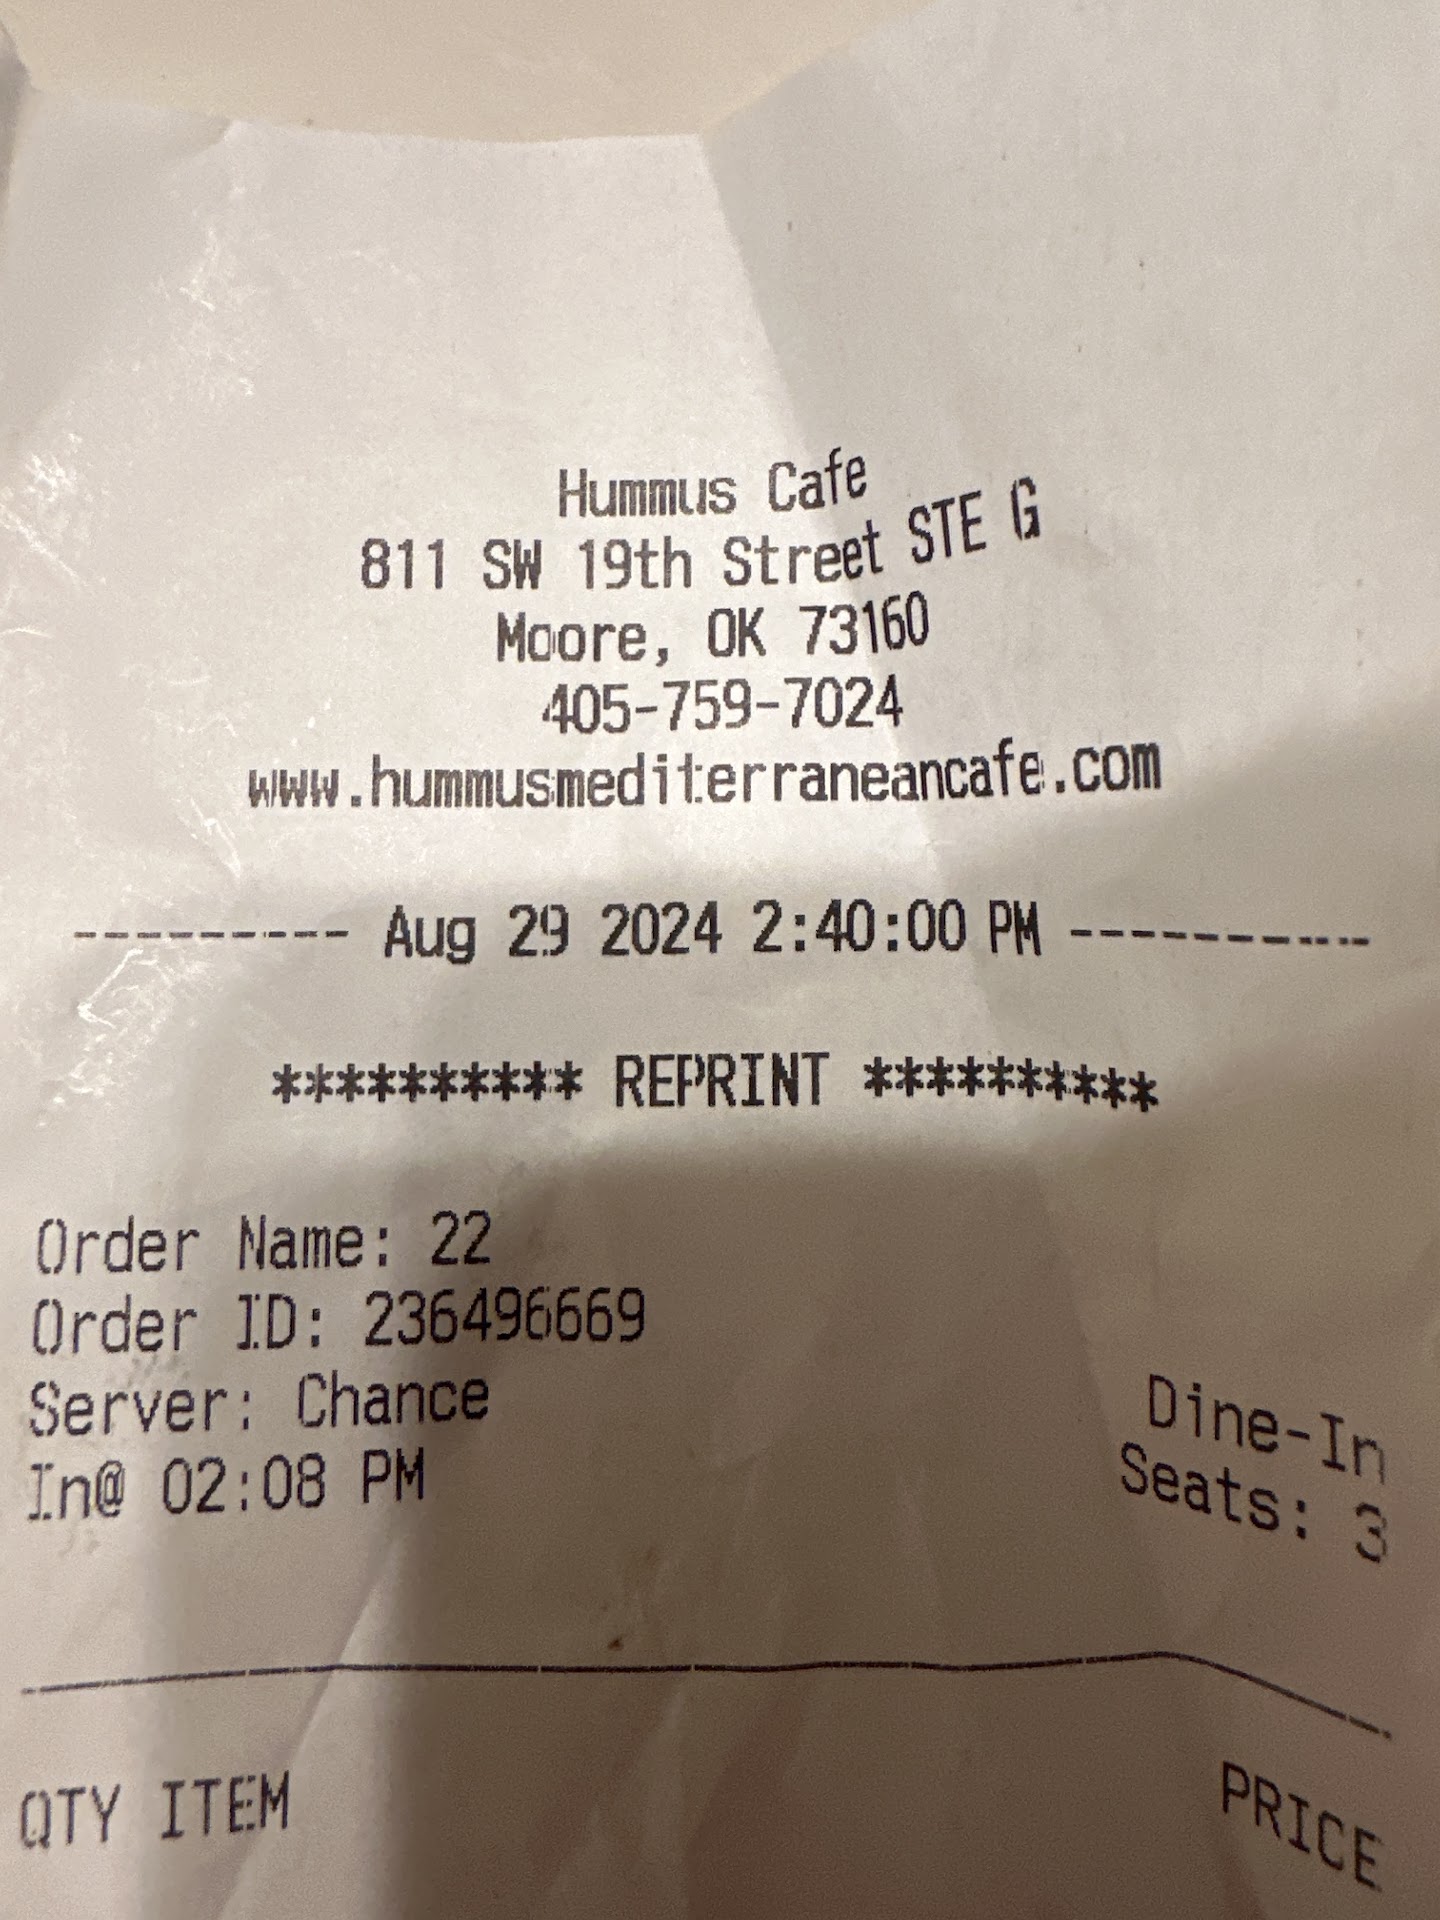 Hummus Cafe
811 SW 19th Street STE G
Moore, OK 73160
405-759-7024
www.hummusmediterraneancafe.com
--------- Aug 29 2024 2:40:00 PM ----------
********** REPRINT **********
Order Name: 22
Order ID: 236496669
Server: Chance
Dine-In
In@ 02:08 PM
Seats: 3
QTY ITEM PRICE